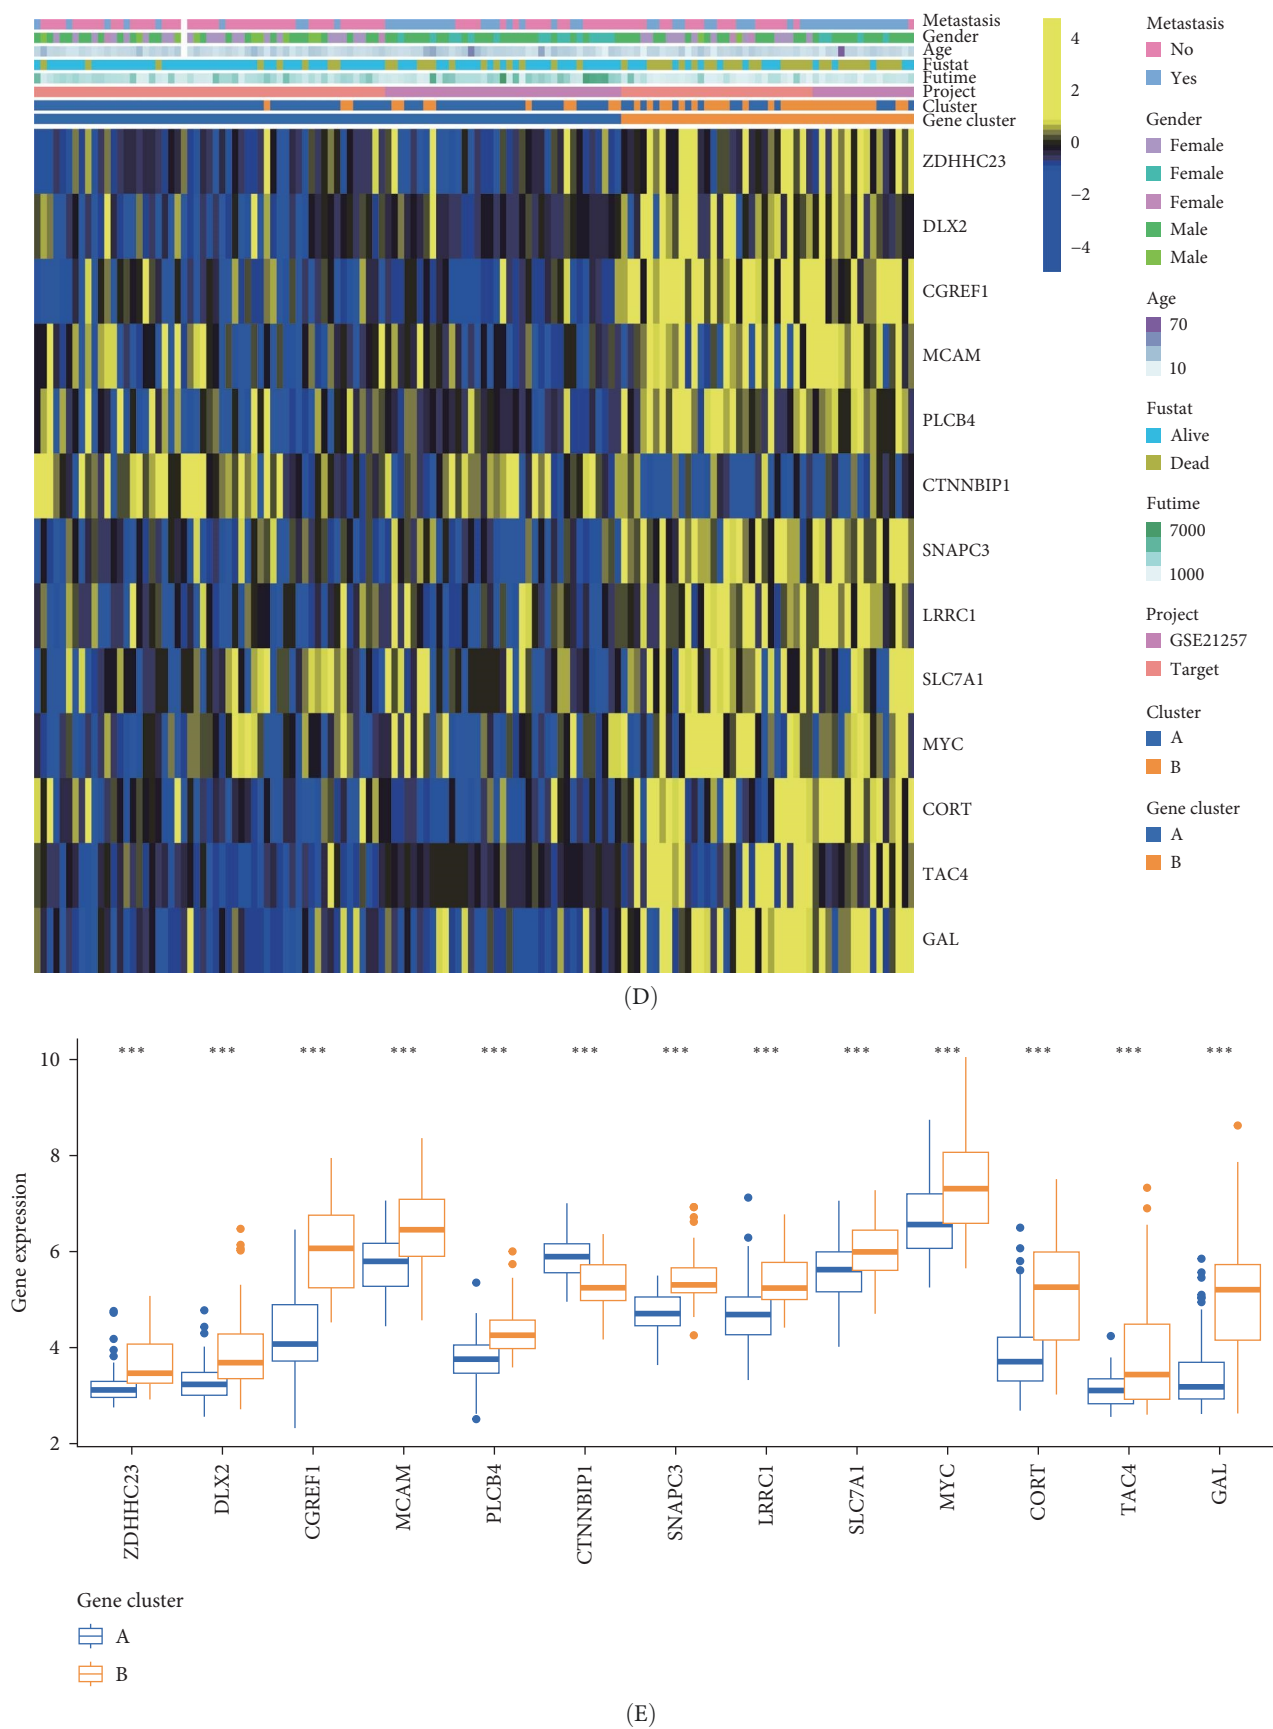 Metastasis
Gender
Age
Fustat
Futime
Project
Cluster
Gene cluster
ZDHHC23
DLX2
CGREF1
MCAM
PLCB4
CTNNBIP1
SNAPC3
LRRC1
SLC7A1
MYC
CORT
TAC4
GAL
4
2
0
−2
−4
Metastasis
No
Yes
Gender
Female
Female
Female
Male
Male
Age
70
10
Fustat
Alive
Dead
Futime
7000
1000
Project
GSE21257
Target
Cluster
A
B
Gene cluster
A
B
(D)
Gene expression
10
8
6
4
2
*** *** *** *** *** *** *** *** *** *** *** *** ***
ZDHHC23
DLX2
CGREF1
MCAM
PLCB4
CTNNBIP1
SNAPC3
LRRC1
SLC7A1
MYC
CORT
TAC4
GAL
Gene cluster
A
B
(E)